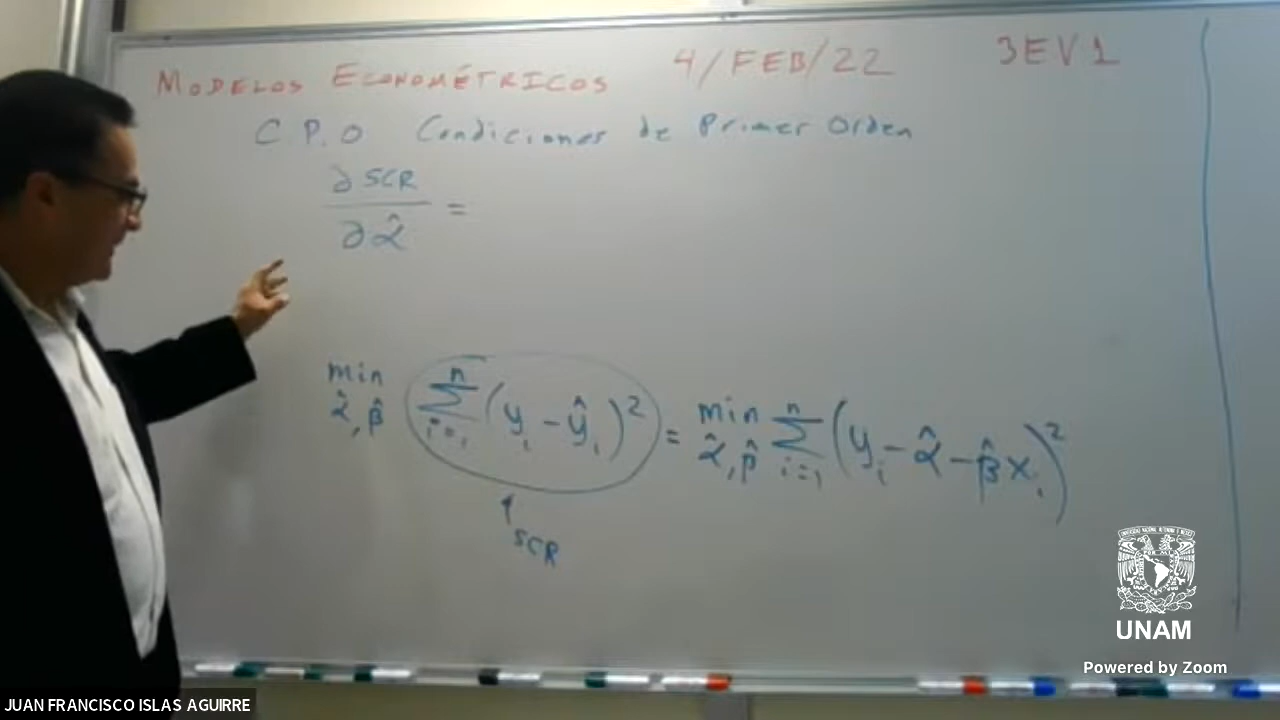 MODELOS ECONOMÉTRICOS 4/FEB/22 3EV1
C.P.O Condiciones de Primer Orden
∂SCR
∂α̂ =
min α̂,β̂ n∑i=1 (yᵢ - ŷᵢ)² = min α̂,β̂ n∑i=1 (yᵢ - α̂ - β̂xᵢ)²
SCR
UNAM
Powered by Zoom
JUAN FRANCISCO ISLAS AGUIRRE